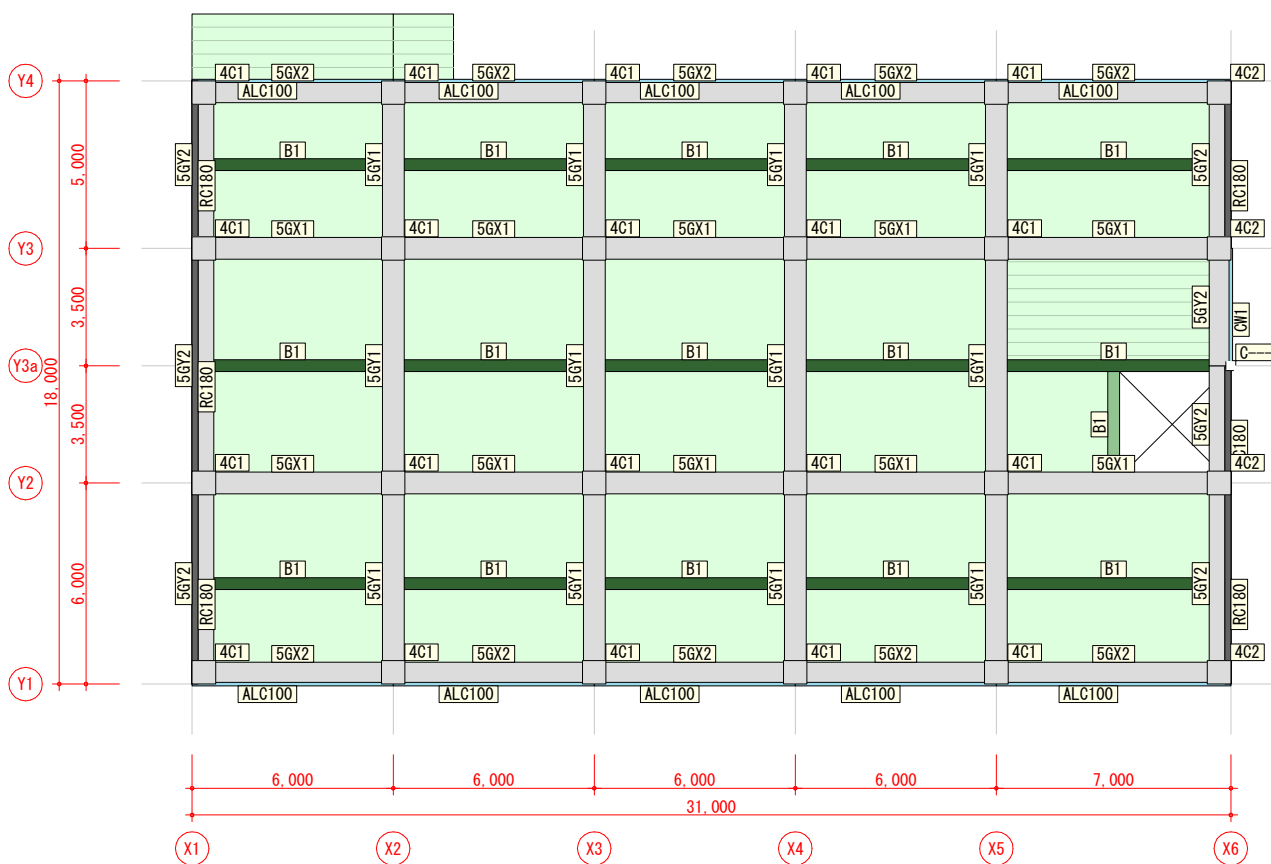 4C1 5GX2 4C1 5GX2 4C1 5GX2 4C1 5GX2 4C1 5GX2 4C2
Y4
ALC100 ALC100 ALC100 ALC100 ALC100
5,000
5GY2 RC180 B1 5GY1 B1 5GY1 B1 5GY1 B1 5GY1 B1 5GY2 RC180
4C1 5GX1 4C1 5GX1 4C1 5GX1 4C1 5GX1 4C1 5GX1 4C2
Y3
3,500
5GY2 CW1
Y3a
18,000
5GY2 RC180 B1 5GY1 B1 5GY1 B1 5GY1 B1 5GY1 B1
3,500
B1 5GY2
4C1 5GX1 4C1 5GX1 4C1 5GX1 4C1 5GX1 4C1 5GX1 4C2
Y2
6,000
5GY2 RC180 B1 5GY1 B1 5GY1 B1 5GY1 B1 5GY1 B1 5GY2 RC180
4C1 5GX2 4C1 5GX2 4C1 5GX2 4C1 5GX2 4C1 5GX2 4C2
Y1
ALC100 ALC100 ALC100 ALC100 ALC100
6,000 6,000 6,000 6,000 7,000
31,000
X1 X2 X3 X4 X5 X6